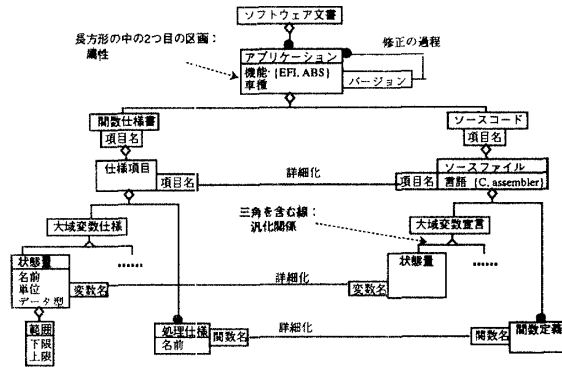 ソフトウェア文書
長方形の中の2つ目の区画：
属性
修正の過程
アプリケーション
機能: {EFI, ABS}
車種
バージョン
関数仕様書
項目名
ソースコード
項目名
仕様項目
項目名
詳細化
項目名
ソースファイル
言語 {C, assembler}
大域変数仕様
三角を含む線：
汎化関係
大域変数宣言
状態量
名前
単位
データ型
変数名
......
詳細化
変数名
状態量
......
範囲
下限
上限
処理仕様
名前
関数名
詳細化
関数名
関数定義